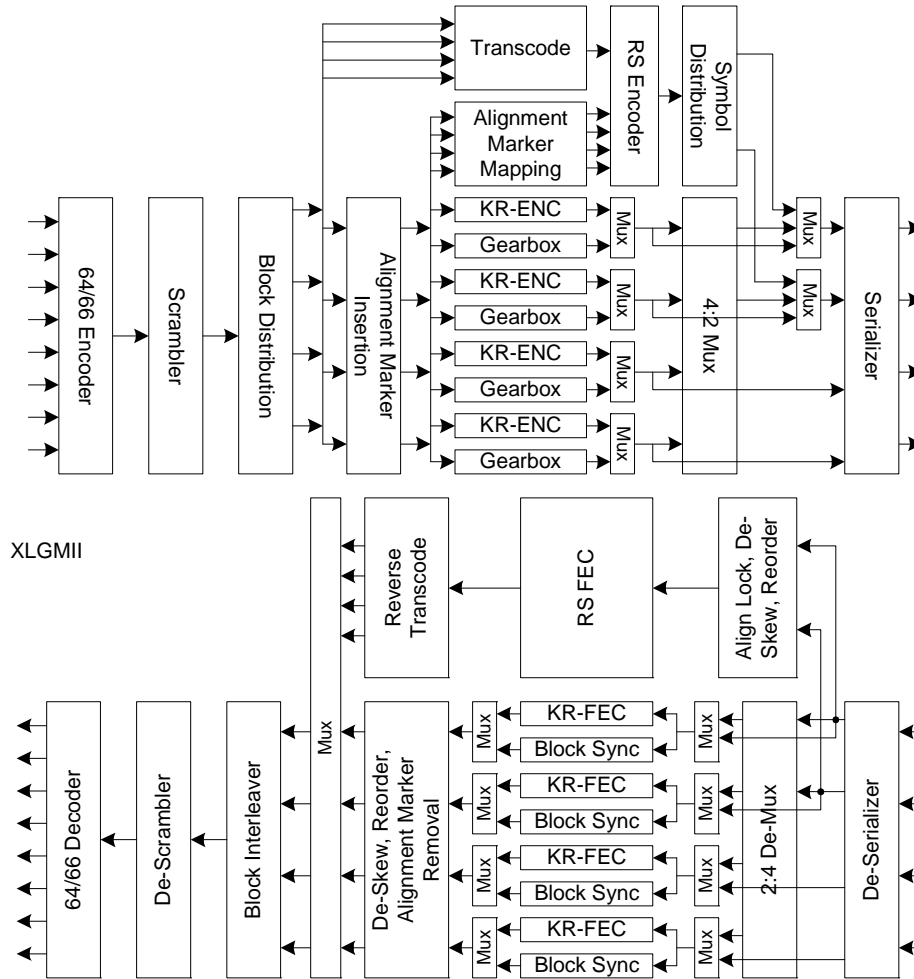 Transcode
RS Encoder
Symbol
Distribution
Alignment
Marker
Mapping
64/66 Encoder
Scrambler
Block Distribution
Alignment Marker
Insertion
KR-ENC
Gearbox
Mux
KR-ENC
Gearbox
Mux
KR-ENC
Gearbox
Mux
KR-ENC
Gearbox
Mux
4:2 Mux
Mux
Mux
Serializer
XLGMII
Mux
Reverse
Transcode
RS FEC
Align Lock, De-
Skew, Reorder
64/66 Decoder
De-Scrambler
Block Interleaver
De-Skew, Reorder,
Alignment Marker
Removal
Mux
KR-FEC
Block Sync
Mux
Mux
KR-FEC
Block Sync
Mux
Mux
KR-FEC
Block Sync
Mux
Mux
KR-FEC
Block Sync
Mux
2:4 De-Mux
De-Serializer